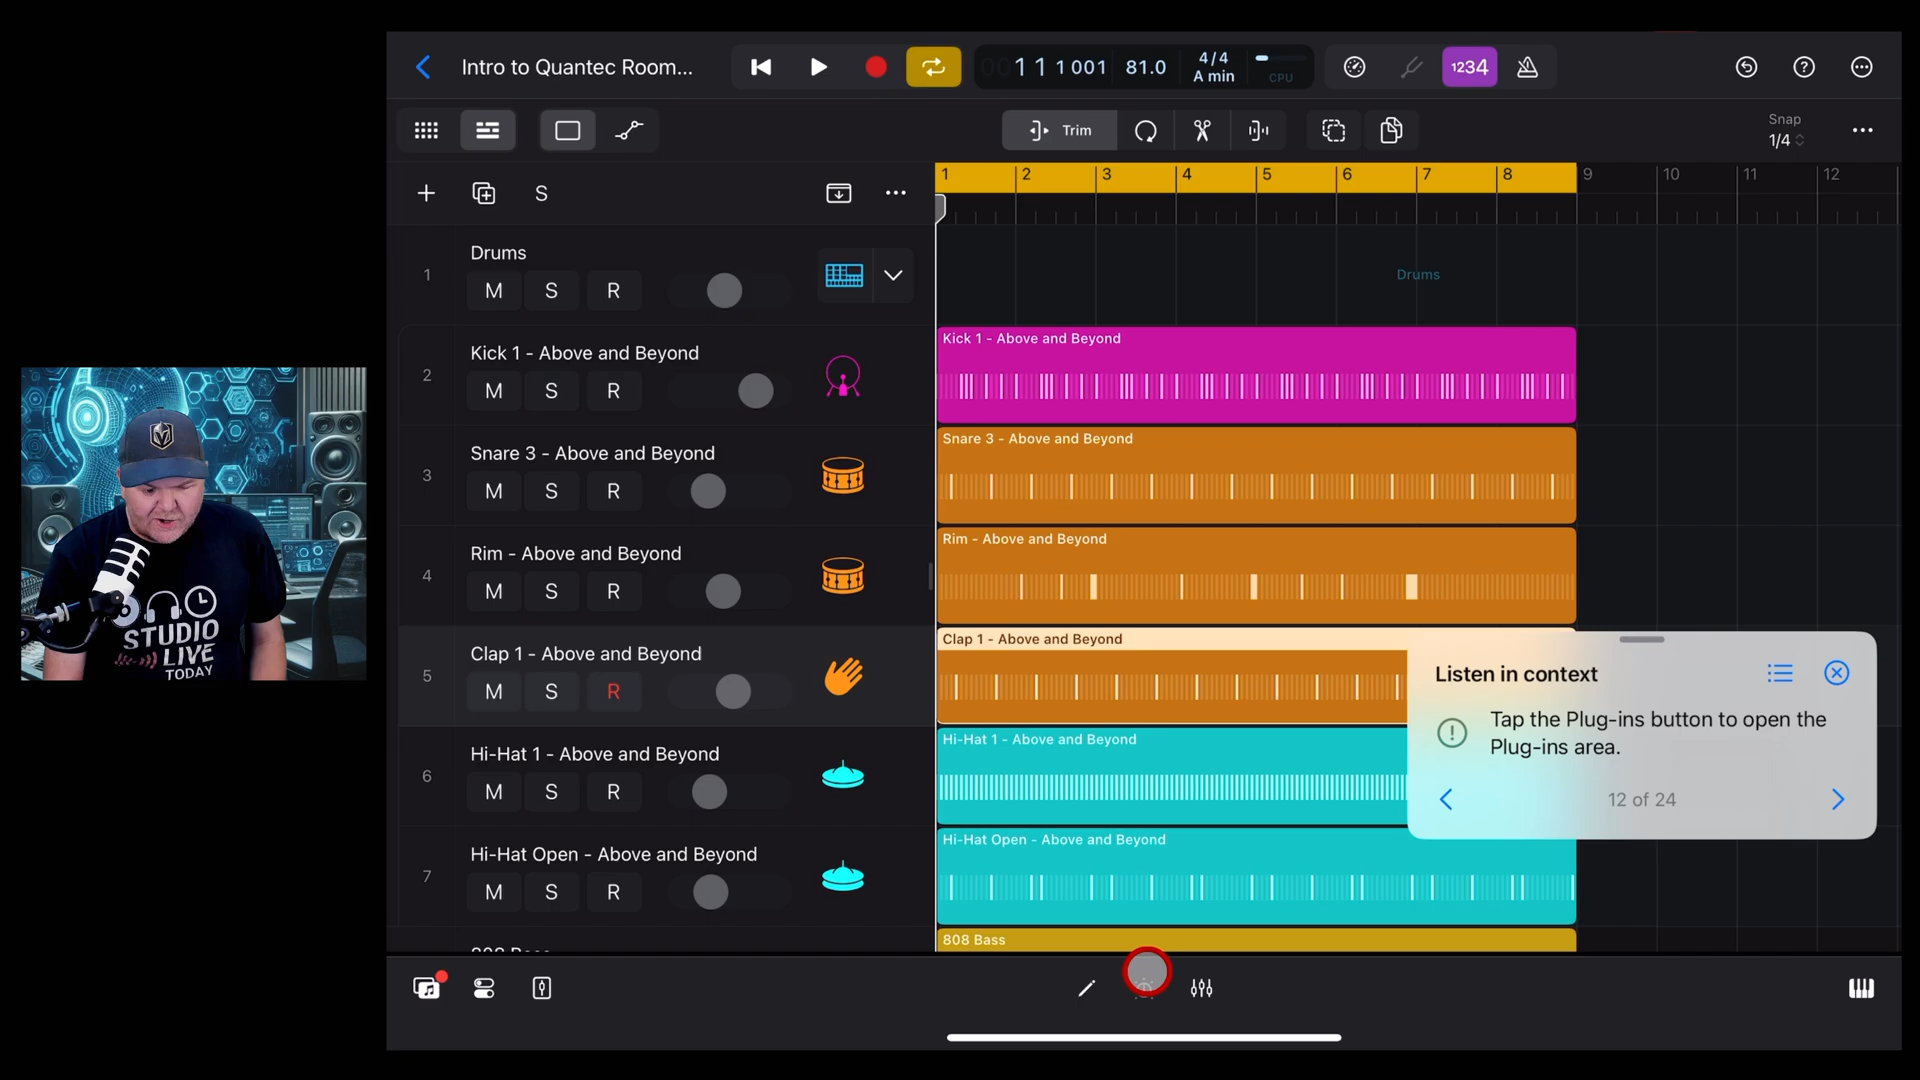 Intro to Quantec Room...
11 1 001
81.0
4/4
A min
CPU
1234
Trim
Snap
1/4
S
1 2 3 4 5 6 7 8 9 10 11 12
1
Drums
M S R
Drums
2
Kick 1 - Above and Beyond
M S R
Kick 1 - Above and Beyond
3
Snare 3 - Above and Beyond
M S R
Snare 3 - Above and Beyond
4
Rim - Above and Beyond
M S R
Rim - Above and Beyond
5
Clap 1 - Above and Beyond
M S R
Clap 1 - Above and Beyond
6
Hi-Hat 1 - Above and Beyond
M S R
Hi-Hat 1 - Above and Beyond
7
Hi-Hat Open - Above and Beyond
M S R
Hi-Hat Open - Above and Beyond
808 Bass
808 Bass
Listen in context
Tap the Plug-ins button to open the
Plug-ins area.
12 of 24
STUDIO
LIVE
TODAY